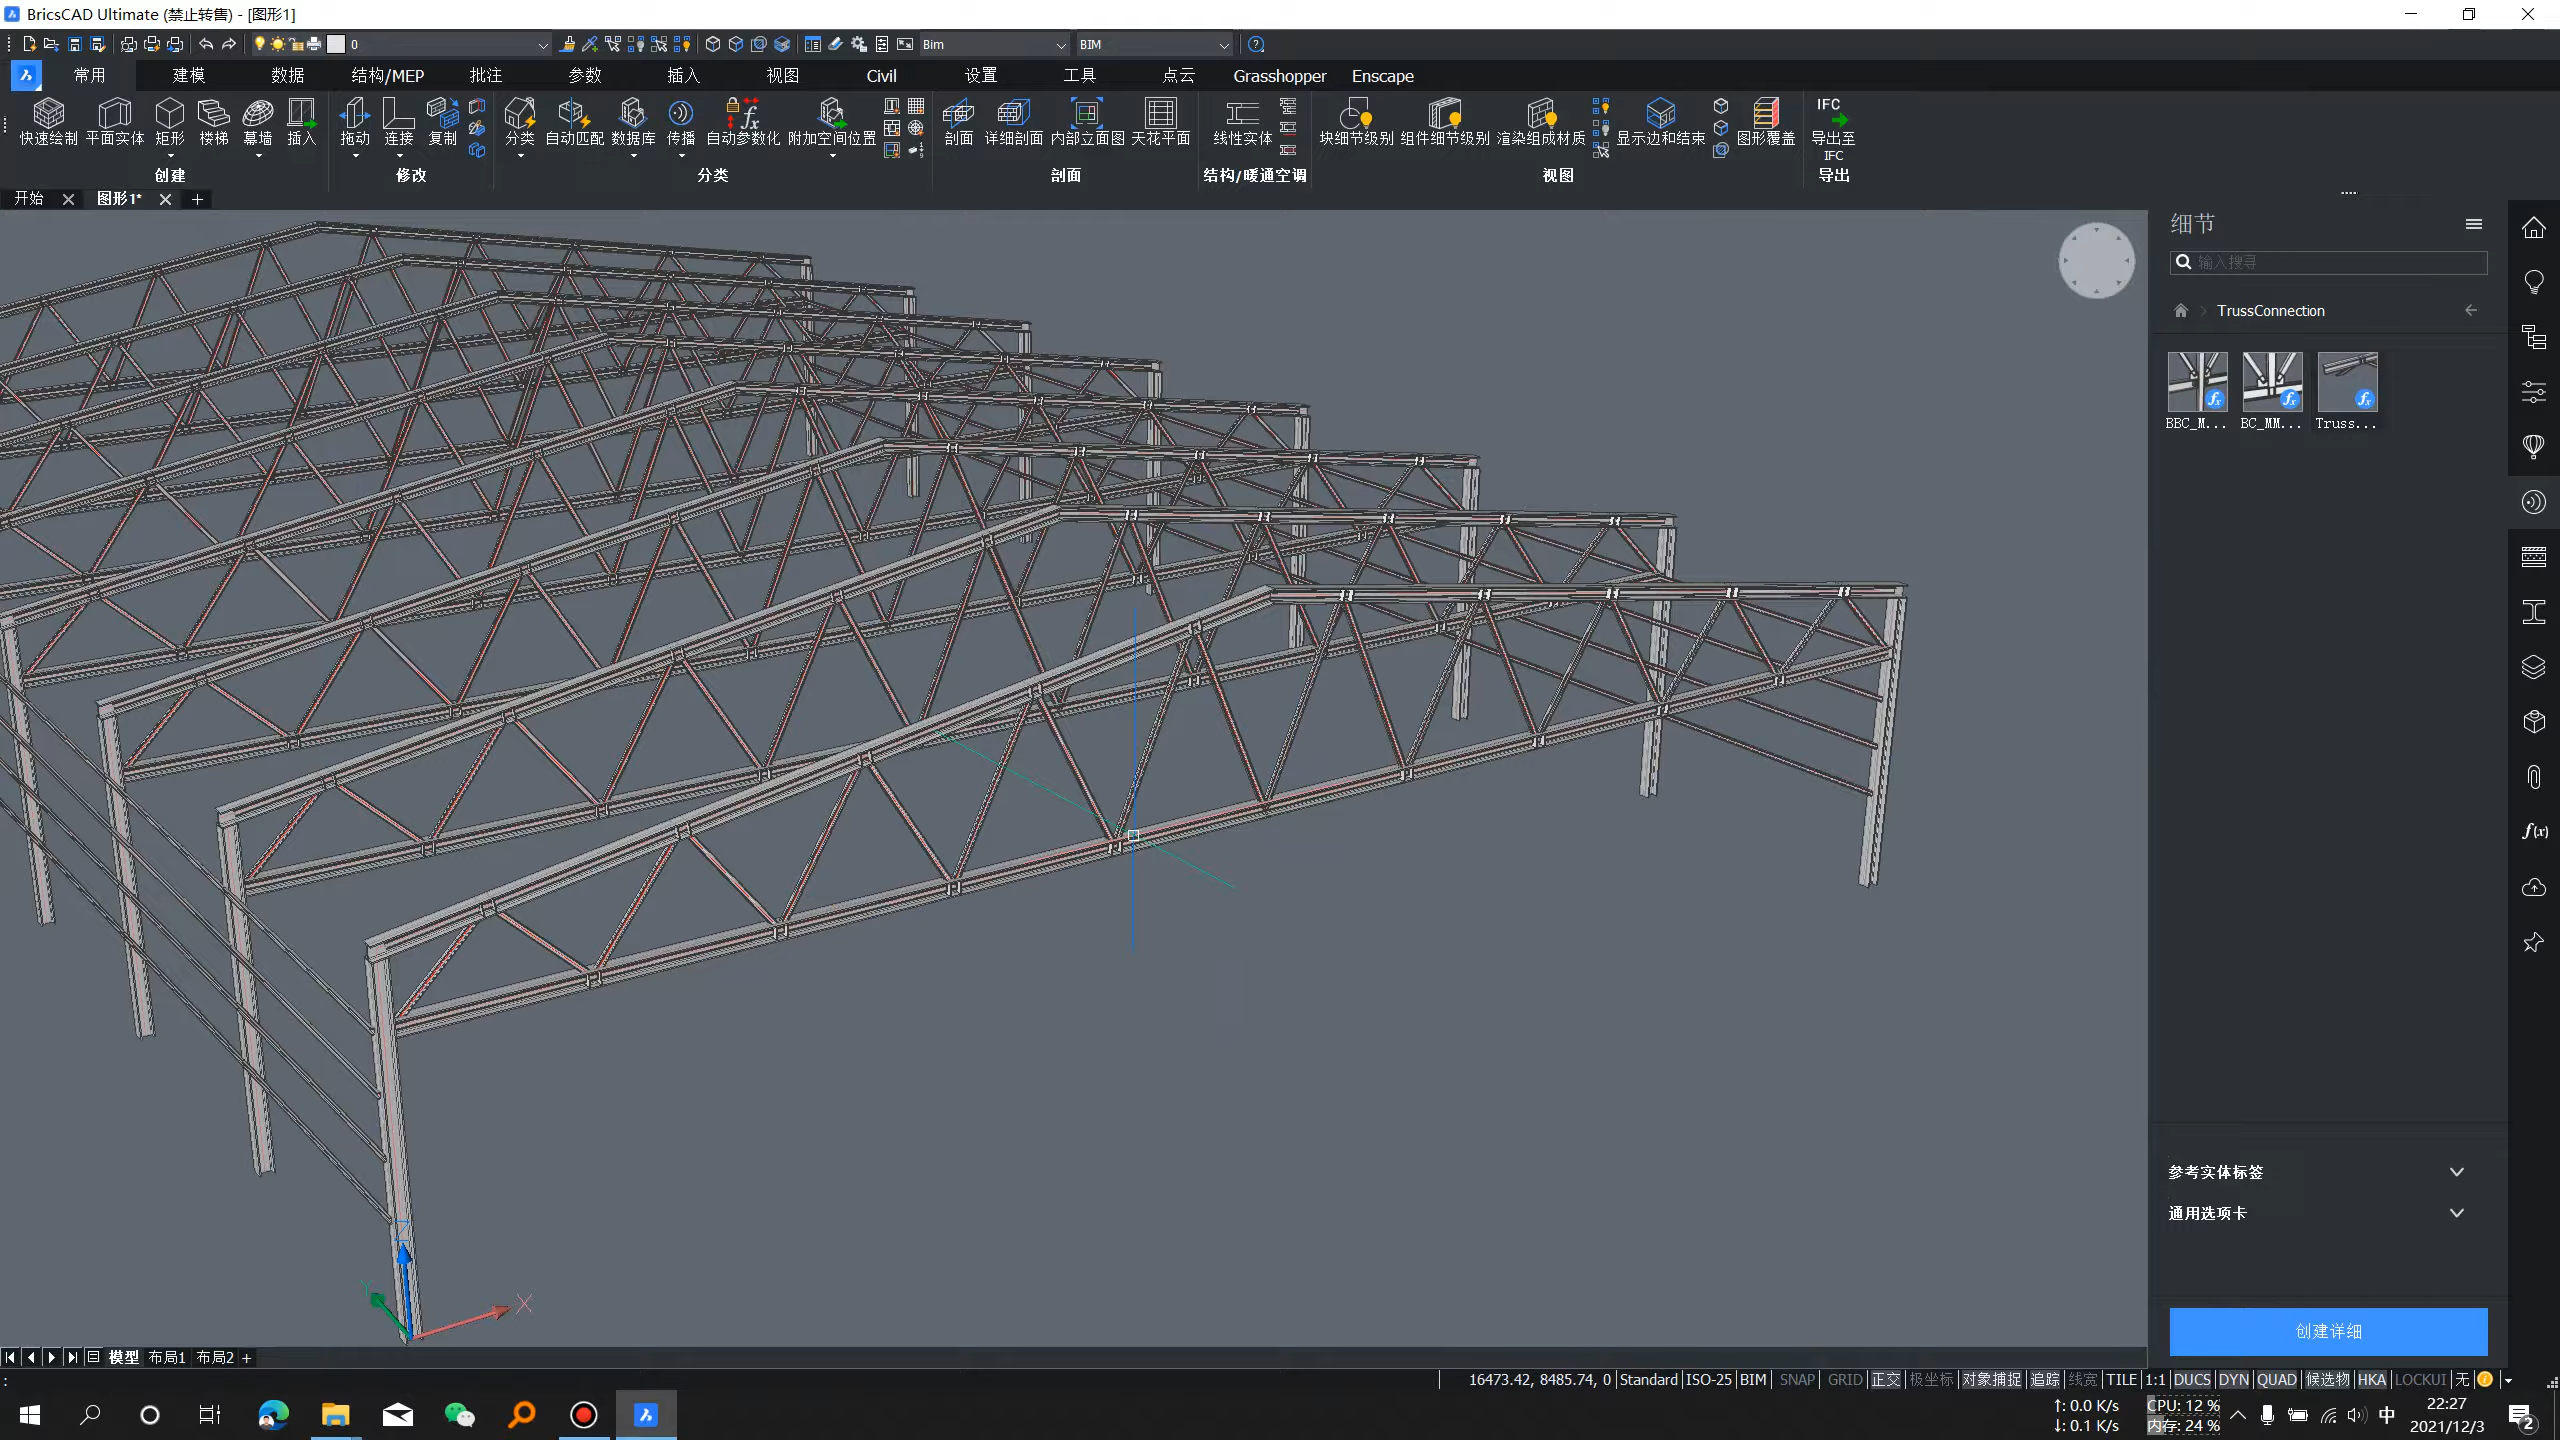 BricsCAD Ultimate (禁止转售) - [图形1]
0
Bim
BIM
常用 建模 数据 结构/MEP 批注 参数 插入 视图 Civil 设置 工具 点云 Grasshopper Enscape
快速绘制 平面实体 矩形 楼梯 幕墙 插入 拖动 连接 复制 分类 自动匹配 数据库 传播 自动参数化 附加空间位置 剖面 详细剖面 内部立面图 天花平面 线性实体 块细节级别 组件细节级别 渲染组成材质 显示边和结束 图形覆盖 IFC 导出至 IFC
创建 修改 分类 剖面 结构/暖通空调 视图 导出
开始 图形1*
细节
输入搜寻
TrussConnection
BBC_M... BC_MM... Truss...
Z
X
参考实体标签
通用选项卡
创建详细
模型 布局1 布局2 +
:
16473.42, 8485.74, 0 Standard ISO-25 BIM SNAP GRID 正交 极坐标 对象捕捉 追踪 线宽 TILE 1:1 DUCS DYN QUAD 候选物 HKA LOCKUI 无
↑: 0.0 K/s
↓: 0.1 K/s
CPU: 12 %
内存: 24 %
中
22:27
2021/12/3
2